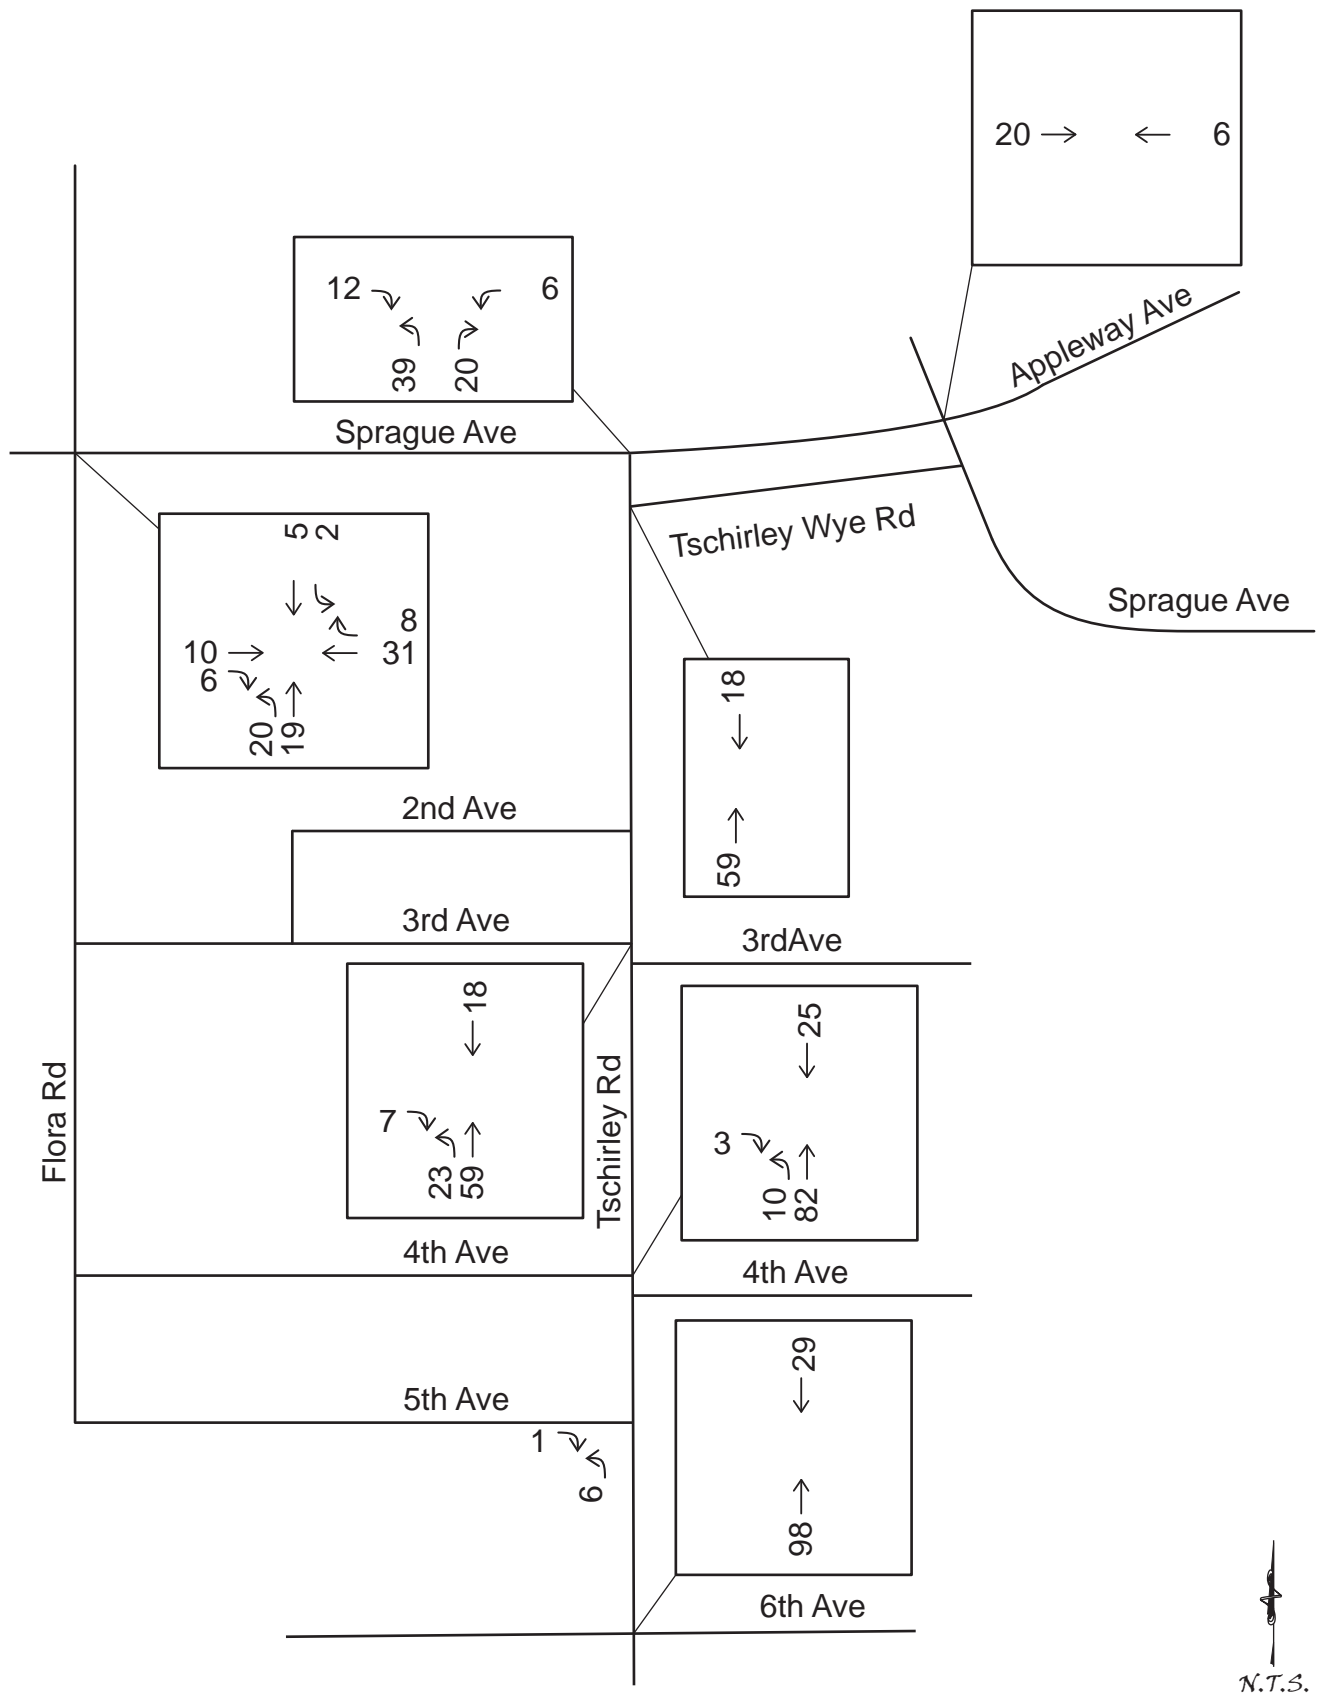 20
6
12
6
39
20
Appleway Ave
Sprague Ave
5
2
Tschirley Wye Rd
8
10
31
6
20
19
Sprague Ave
18
59
2nd Ave
3rd Ave
3rdAve
18
7
23
59
Flora Rd
Tschirley Rd
25
3
10
82
4th Ave
4th Ave
29
98
5th Ave
1
6
6th Ave
N.T.S.